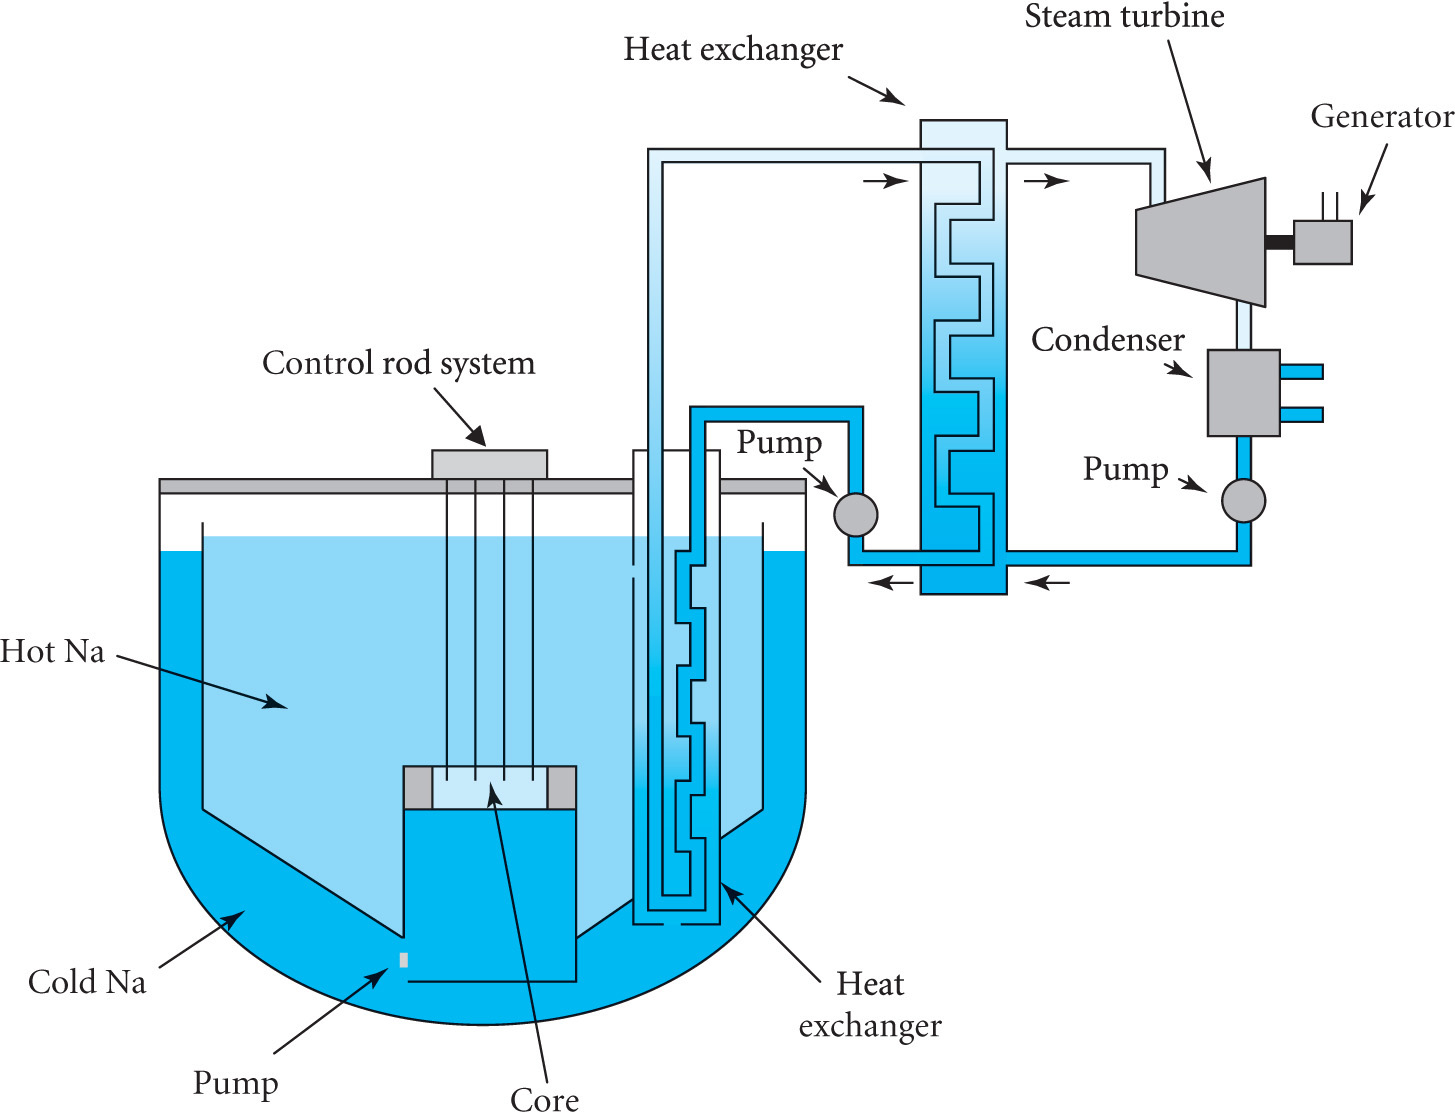 Steam turbine
Heat exchanger
Generator
Condenser
Control rod system
Pump
Pump
Hot Na
Cold Na
Heat
exchanger
Pump
Core